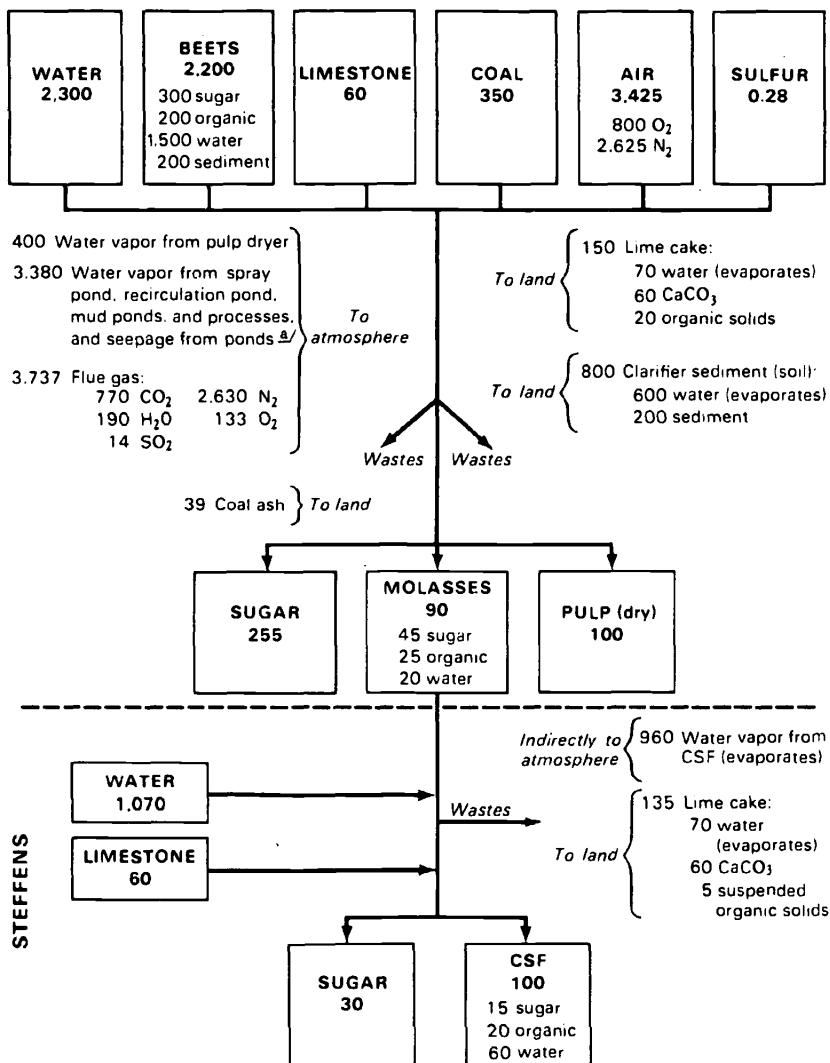 WATER
2,300
BEETS
2,200
300 sugar
200 organic
1,500 water
200 sediment
LIMESTONE
60
COAL
350
AIR
3,425
800 O₂
2.625 N₂
SULFUR
0.28
400 Water vapor from pulp dryer
3.380 Water vapor from spray
pond, recirculation pond,
mud ponds, and processes,
and seepage from ponds a/
To
atmosphere
3.737 Flue gas:
770 CO₂ 2.630 N₂
190 H₂O 133 O₂
14 SO₂
To land
150 Lime cake:
70 water (evaporates)
60 CaCO₃
20 organic solids
To land
800 Clarifier sediment (soil):
600 water (evaporates)
200 sediment
Wastes Wastes
39 Coal ash } To land
SUGAR
255
MOLASSES
90
45 sugar
25 organic
20 water
PULP (dry)
100
STEFFENS
Indirectly to
atmosphere
960 Water vapor from
CSF (evaporates)
WATER
1,070
Wastes
LIMESTONE
60
To land
135 Lime cake:
70 water
(evaporates)
60 CaCO₃
5 suspended
organic solids
SUGAR
30
CSF
100
15 sugar
20 organic
60 water